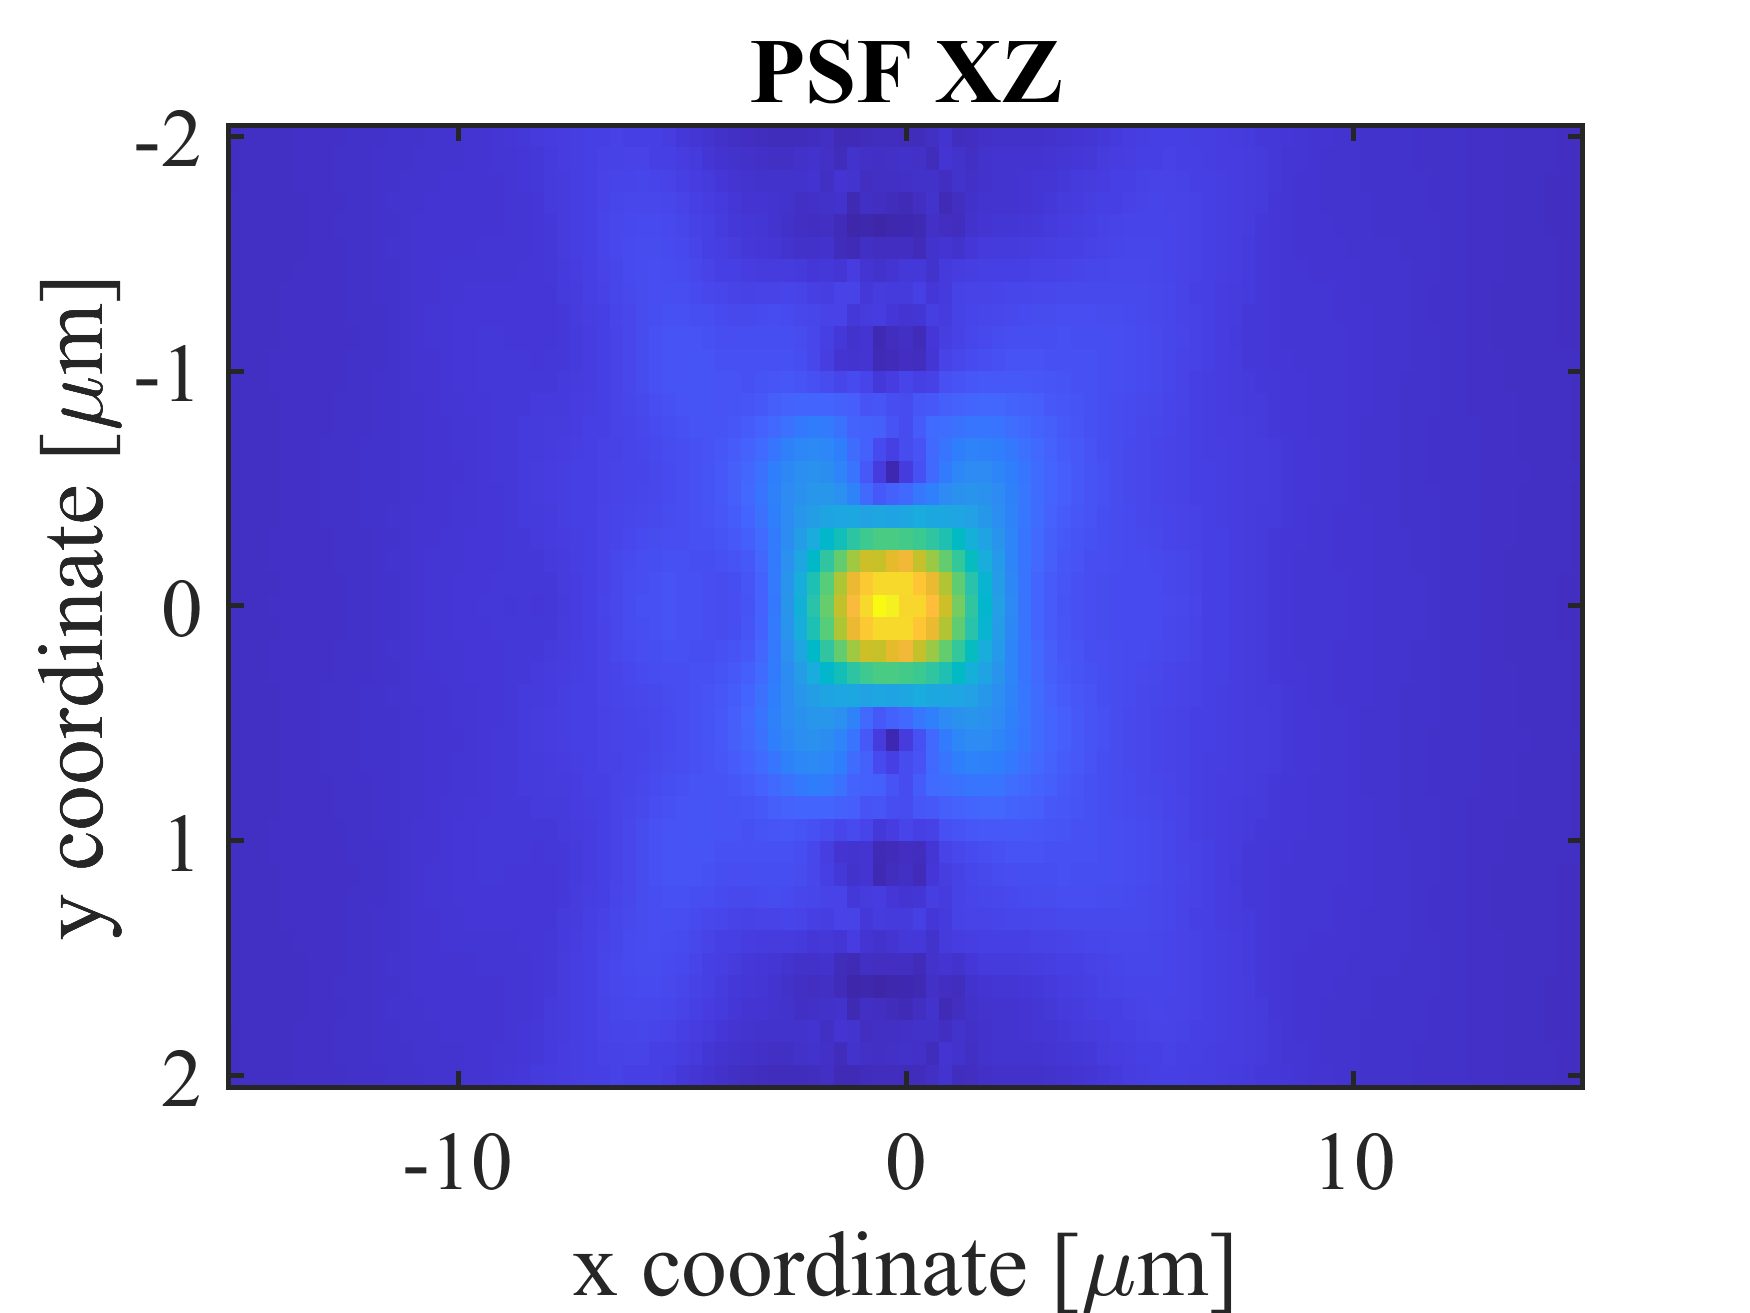 PSF XZ
-2
-1
0
1
2
y coordinate [μm]
-10 0 10
x coordinate [μm]